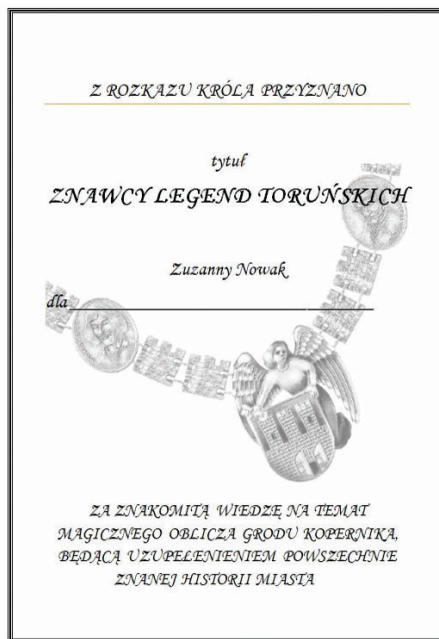 Z ROZKAZU KRÓLA PRZYZNANO
tytuł
ZNAWCY LEGEND TORUŃSKICH
Zuzanny Nowak
dla
ZA ZNAKOMITĄ WIEDZĘ NA TEMAT
MAGICZNEGO OBLICZA GRODU KOPERNIKA,
BĘDĄCĄ UZUPEŁENIENIEM POWSZECHNIE
ZNANEJ HISTORII MIASTA